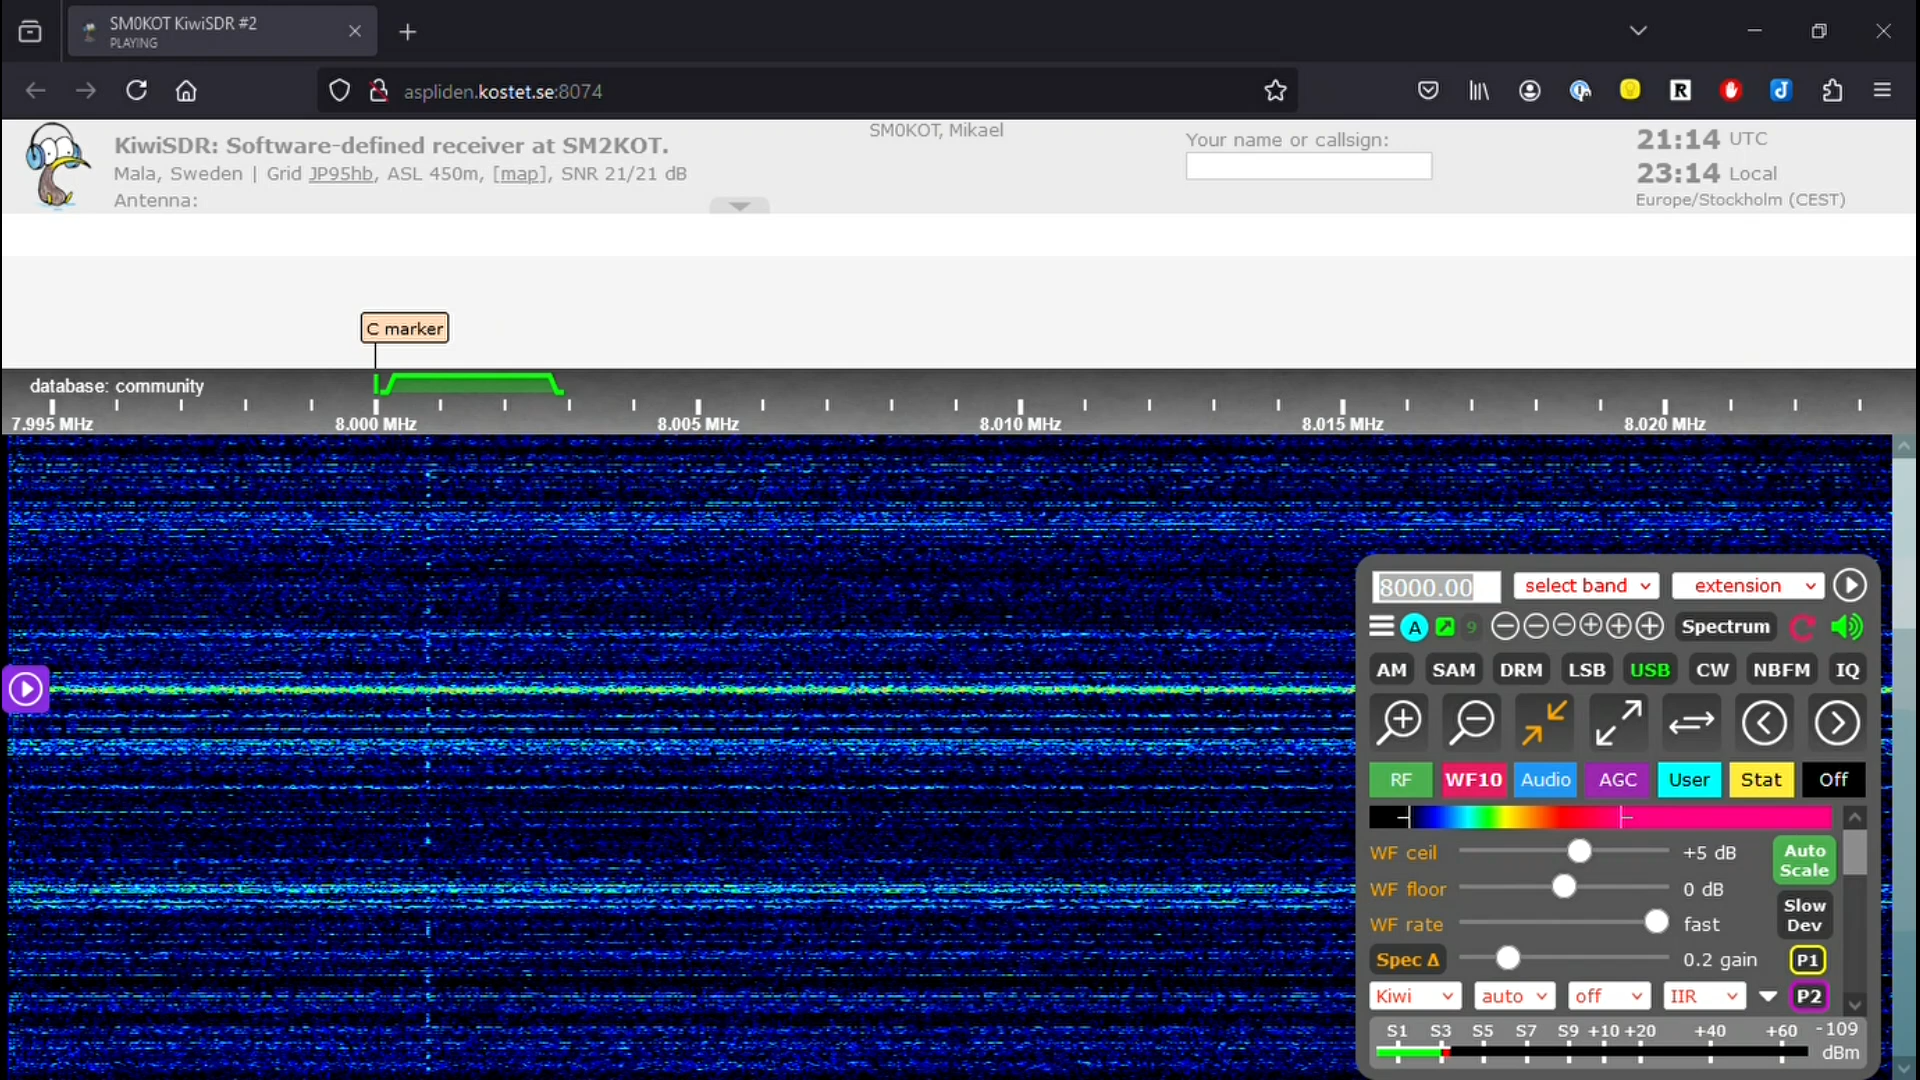 SM0KOT KiwiSDR #2
PLAYING
aspliden.kostet.se:8074
KiwiSDR: Software-defined receiver at SM2KOT.
Mala, Sweden | Grid JP95hb, ASL 450m, [map], SNR 21/21 dB
Antenna:
SM0KOT, Mikael
Your name or callsign:
21:14 UTC
23:14 Local
Europe/Stockholm (CEST)
C marker
database: community
7.995 MHz 8.000 MHz 8.005 MHz 8.010 MHz 8.015 MHz 8.020 MHz
8000.00 select band extension
A 9 Spectrum
AM SAM DRM LSB USB CW NBFM IQ
RF WF10 Audio AGC User Stat Off
WF ceil +5 dB Auto Scale
WF floor 0 dB
WF rate fast Slow Dev
Spec Δ 0.2 gain P1
Kiwi auto off IIR P2
S1 S3 S5 S7 S9 +10 +20 +40 +60 -109
dBm